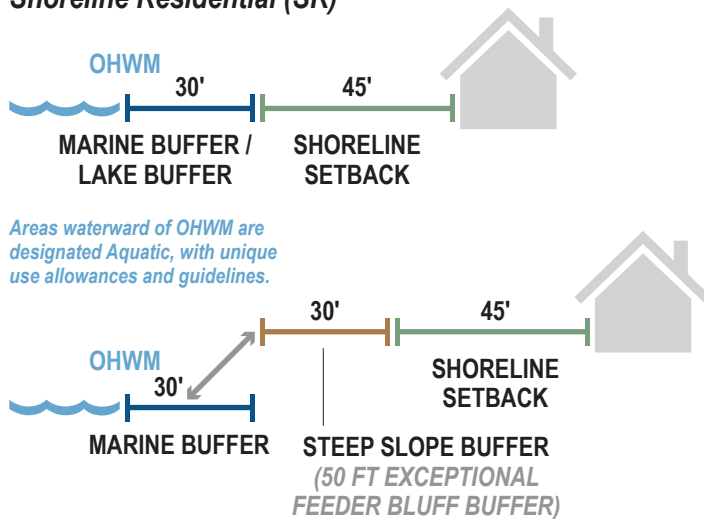 Shoreline Residential (SR)
OHWM
30'
45'
MARINE BUFFER /
LAKE BUFFER
SHORELINE
SETBACK
Areas waterward of OHWM are
designated Aquatic, with unique
use allowances and guidelines.
30'
45'
OHWM
30'
SHORELINE
SETBACK
MARINE BUFFER
STEEP SLOPE BUFFER
(50 FT EXCEPTIONAL
FEEDER BLUFF BUFFER)